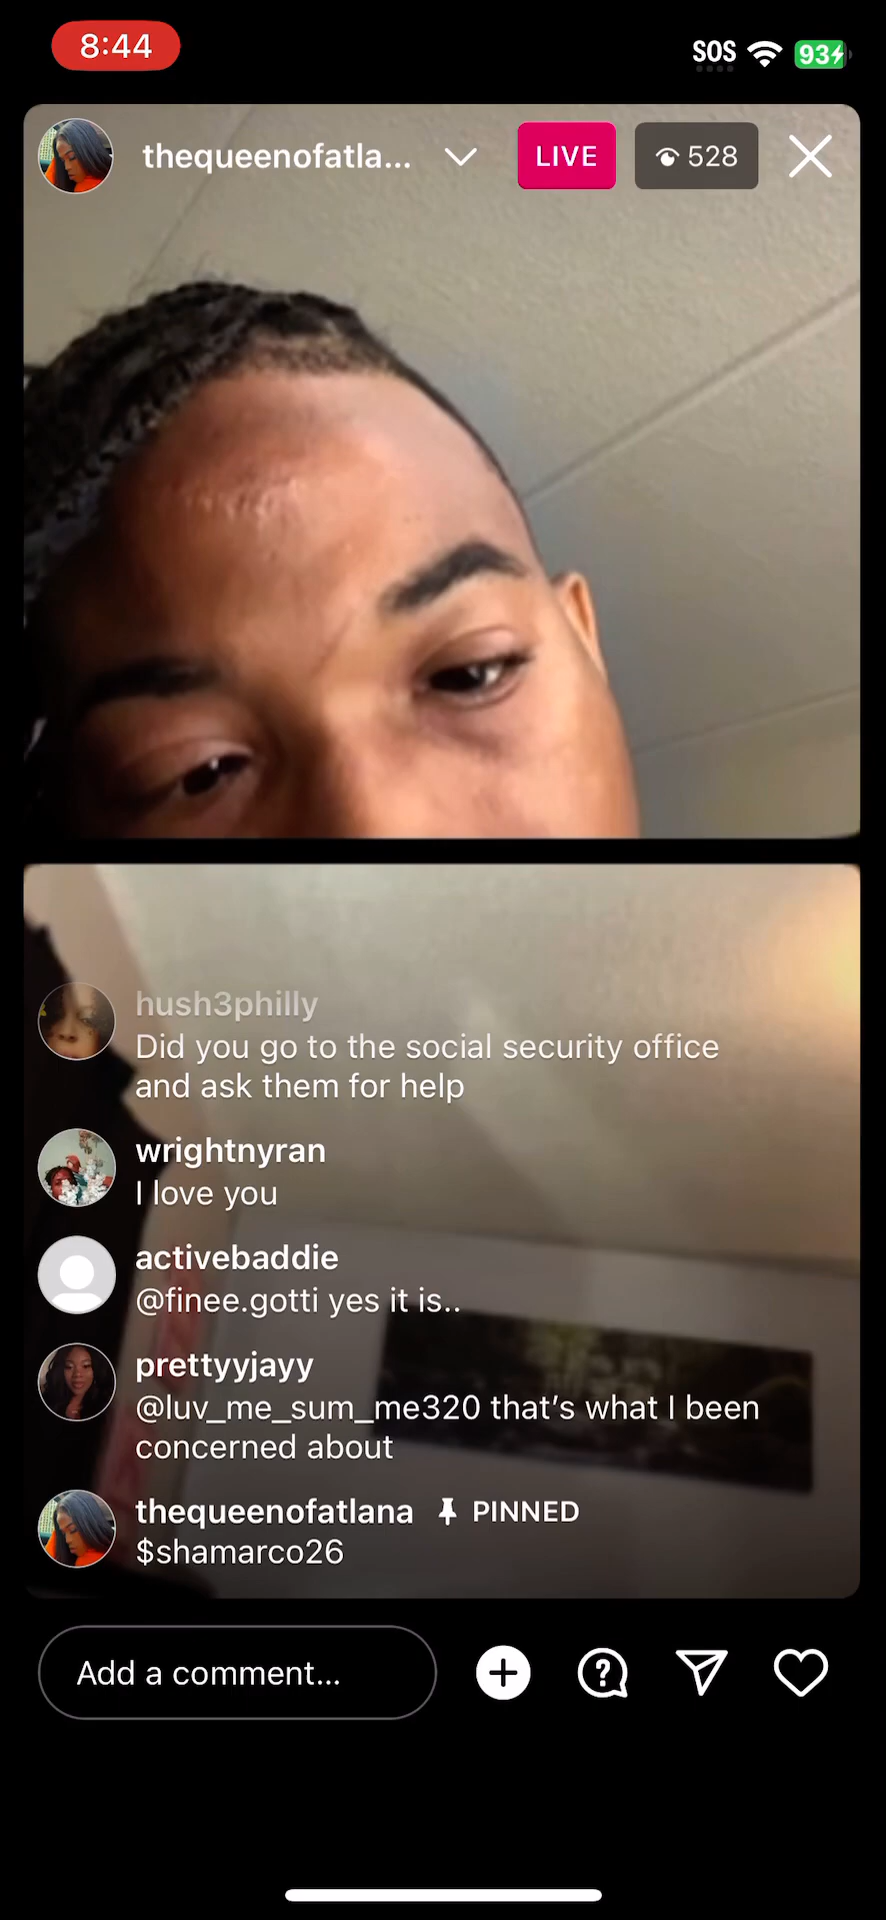 8:44
SOS
93
thequeenofatla...
LIVE
528
hush3philly
Did you go to the social security office
and ask them for help
wrightnyran
I love you
activebaddie
@finee.gotti yes it is..
prettyyjayy
@luv_me_sum_me320 that's what I been
concerned about
thequeenofatlana PINNED
$shamarco26
Add a comment...